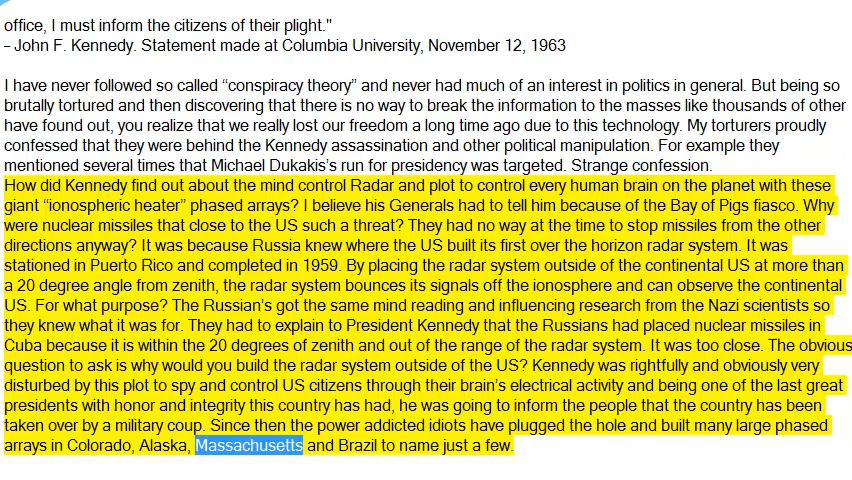 office, I must inform the citizens of their plight."
– John F. Kennedy. Statement made at Columbia University, November 12, 1963
I have never followed so called “conspiracy theory” and never had much of an interest in politics in general. But being so
brutally tortured and then discovering that there is no way to break the information to the masses like thousands of other
have found out, you realize that we really lost our freedom a long time ago due to this technology. My torturers proudly
confessed that they were behind the Kennedy assassination and other political manipulation. For example they
mentioned several times that Michael Dukakis’s run for presidency was targeted. Strange confession.
How did Kennedy find out about the mind control Radar and plot to control every human brain on the planet with these
giant “ionospheric heater” phased arrays? I believe his Generals had to tell him because of the Bay of Pigs fiasco. Why
were nuclear missiles that close to the US such a threat? They had no way at the time to stop missiles from the other
directions anyway? It was because Russia knew where the US built its first over the horizon radar system. It was
stationed in Puerto Rico and completed in 1959. By placing the radar system outside of the continental US at more than
a 20 degree angle from zenith, the radar system bounces its signals off the ionosphere and can observe the continental
US. For what purpose? The Russian’s got the same mind reading and influencing research from the Nazi scientists so
they knew what it was for. They had to explain to President Kennedy that the Russians had placed nuclear missiles in
Cuba because it is within the 20 degrees of zenith and out of the range of the radar system. It was too close. The obvious
question to ask is why would you build the radar system outside of the US? Kennedy was rightfully and obviously very
disturbed by this plot to spy and control US citizens through their brain’s electrical activity and being one of the last great
presidents with honor and integrity this country has had, he was going to inform the people that the country has been
taken over by a military coup. Since then the power addicted idiots have plugged the hole and built many large phased
arrays in Colorado, Alaska, Massachusetts and Brazil to name just a few.